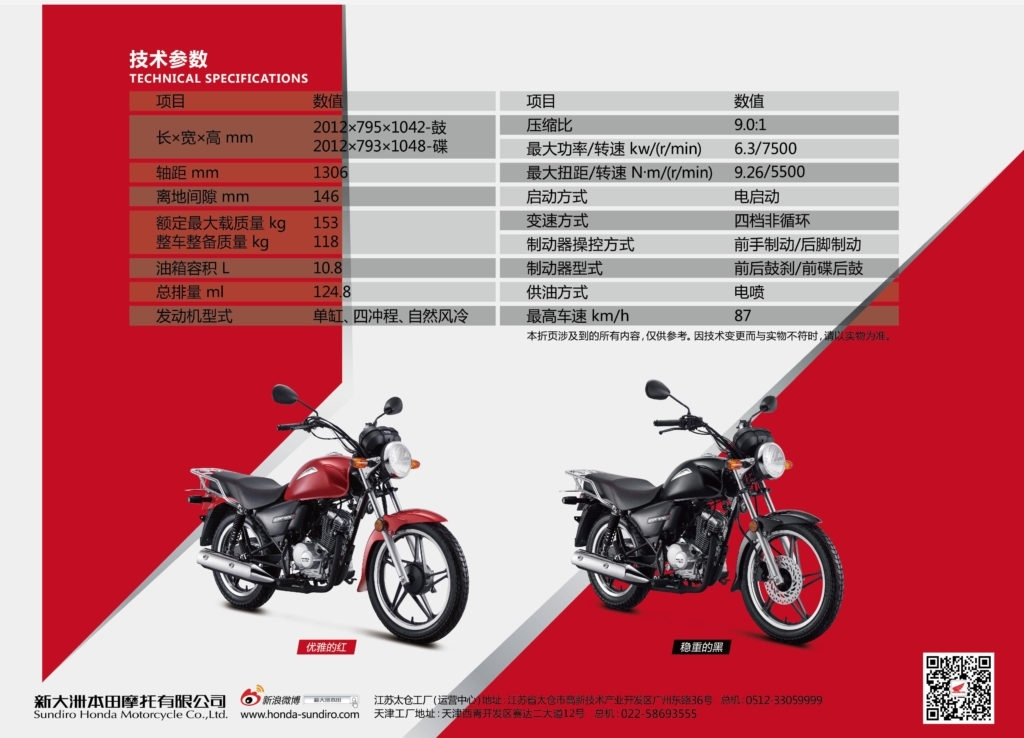 技术参数
TECHNICAL SPECIFICATIONS
项目 数值
长×宽×高 mm 2012×795×1042-鼓
2012×793×1048-碟
轴距 mm 1306
离地间隙 mm 146
额定最大载质量 kg 153
整车整备质量 kg 118
油箱容积 L 10.8
总排量 ml 124.8
发动机型式 单缸、四冲程、自然风冷
项目 数值
压缩比 9.0:1
最大功率/转速 kw/(r/min) 6.3/7500
最大扭距/转速 N·m/(r/min) 9.26/5500
启动方式 电启动
变速方式 四档非循环
制动器操控方式 前手制动/后脚制动
制动器型式 前后鼓刹/前碟后鼓
供油方式 电喷
最高车速 km/h 87
本折页涉及到的所有内容，仅供参考。因技术变更而与实物不符时，请以实物为准。
优雅的红
稳重的黑
新大洲本田摩托有限公司
Sundiro Honda Motorcycle Co.,Ltd.
新浪微博 新大洲本田
www.honda-sundiro.com
江苏太仓工厂(运营中心)地址：江苏省太仓市高新技术产业开发区广州东路36号 总机：0512-33059999
天津工厂地址：天津西青开发区赛达二大道12号 总机：022-58693555